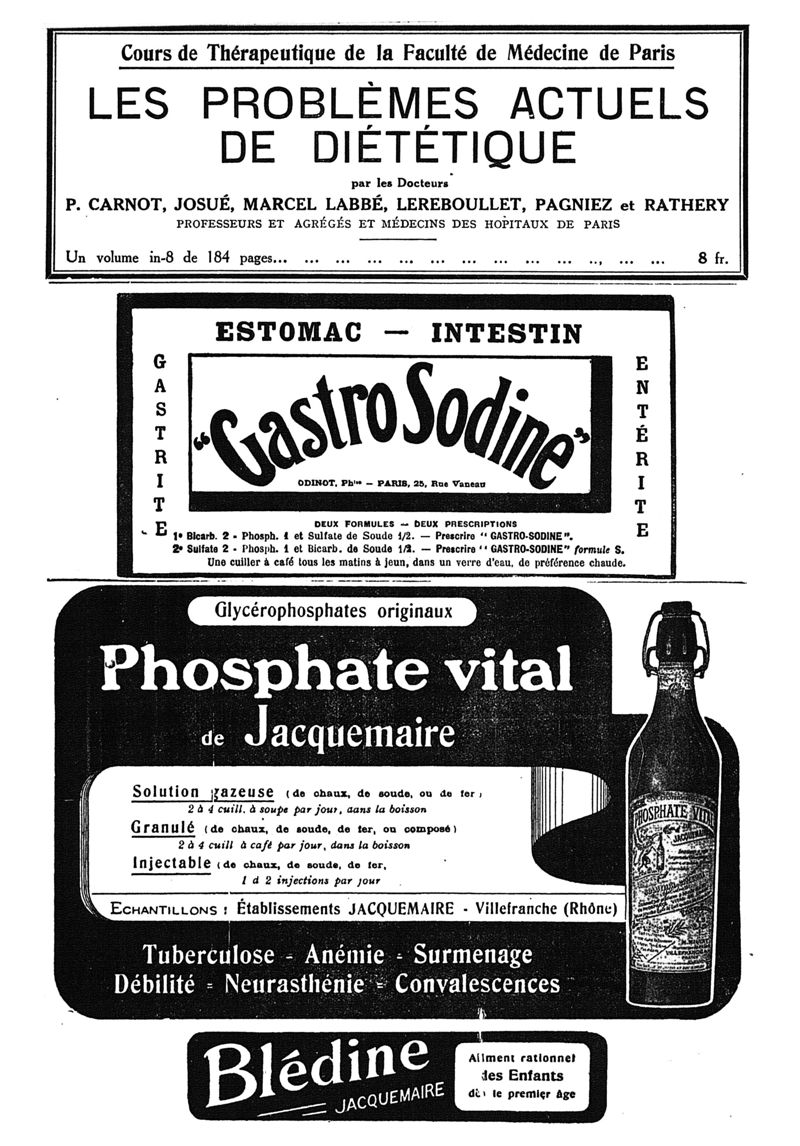 Cours de Thérapeutique de la Faculté de Médecine de Paris
LES PROBLÈMES ACTUELS
DE DIÉTÉTIQUE
par les Docteurs
P. CARNOT, JOSUÉ, MARCEL LABBÉ, LEREBOULLET, PAGNIEZ et RATHERY
PROFESSEURS ET AGRÉGÉS ET MÉDECINS DES HOPITAUX DE PARIS
Un volume in-8 de 184 pages... ... ... ... ... ... ... ... ... ... .., ... ... 8 fr.
ESTOMAC — INTESTIN
GASTRITE
"Gastro Sodine"
ODINOT, Phien — PARIS, 25, Rue Vaneau
ENTÉRITE
DEUX FORMULES — DEUX PRESCRIPTIONS
1º Bicarb. 2 - Phosph. 1 et Sulfate de Soude 1/2. — Prescrire "GASTRO-SODINE".
2º Sulfate 2 - Phosph. 1 et Bicarb. de Soude 1/2. — Prescrire "GASTRO-SODINE" formule S.
Une cuiller à café tous les matins à jeun, dans un verre d'eau, de préférence chaude.
Glycérophosphates originaux
Phosphate vital
de Jacquemaire
Solution gazeuse (de chaux, de soude, ou de fer)
2 à 4 cuill. à soupe par jour, dans la boisson
Granulé (de chaux, de soude, de fer, ou composé)
2 à 4 cuill à café par jour, dans la boisson
Injectable (de chaux, de soude, de fer,
1 à 2 injections par jour
ECHANTILLONS : Établissements JACQUEMAIRE - Villefranche (Rhône)
PHOSPHATE VITAL
DE JACQUEMAIRE
VILLEFRANCHE
Tuberculose - Anémie - Surmenage
Débilité - Neurasthénie - Convalescences
Blédine
JACQUEMAIRE
Aliment rationnel
des Enfants
dès le premier âge